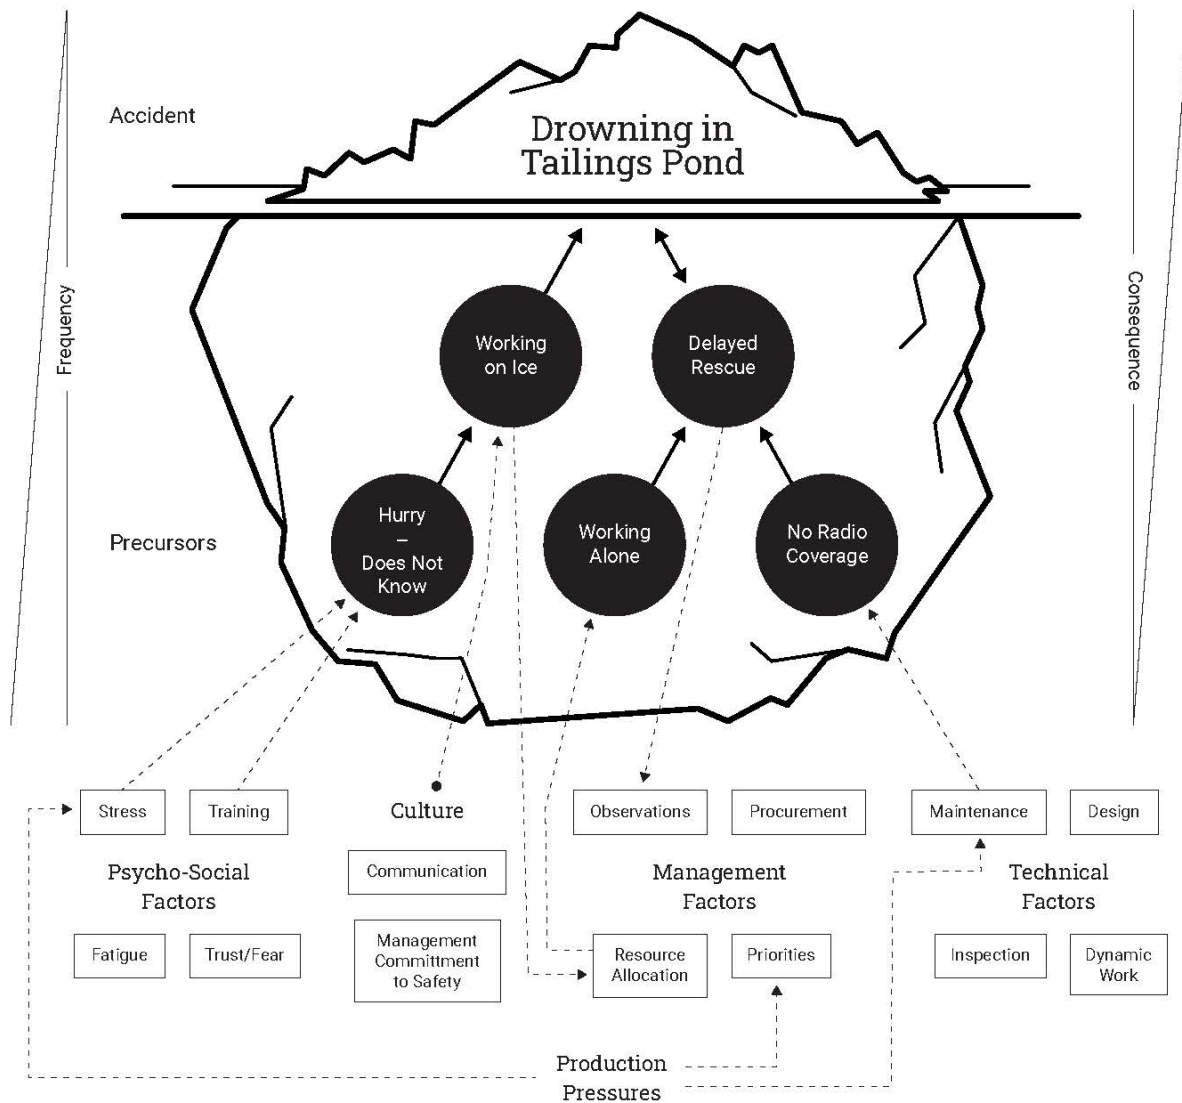 Accident
Drowning in
Tailings Pond
Frequency
Consequence
Working
on Ice
Delayed
Rescue
Precursors
Hurry
–
Does Not
Know
Working
Alone
No Radio
Coverage
Stress
Training
Psycho-Social
Factors
Fatigue
Trust/Fear
Culture
Communication
Management
Committment
to Safety
Observations
Procurement
Management
Factors
Resource
Allocation
Priorities
Maintenance
Design
Technical
Factors
Inspection
Dynamic
Work
Production
Pressures